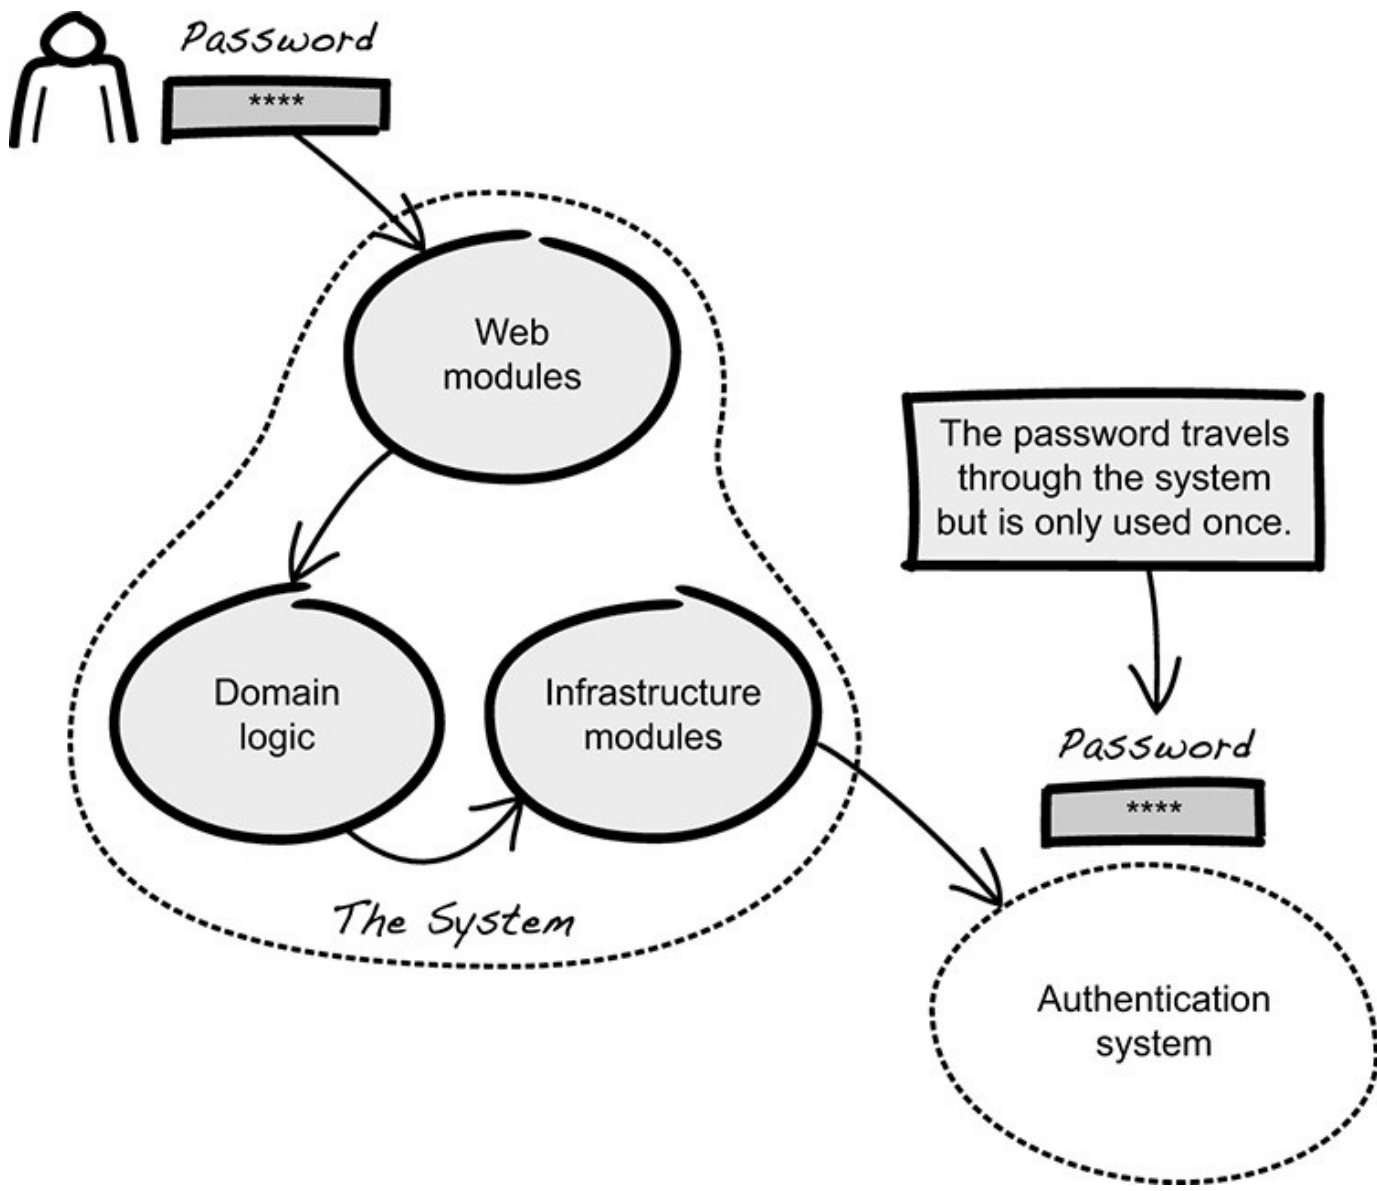 Password
****
Web
modules
The password travels
through the system
but is only used once.
Domain
logic
Infrastructure
modules
Password
****
The System
Authentication
system